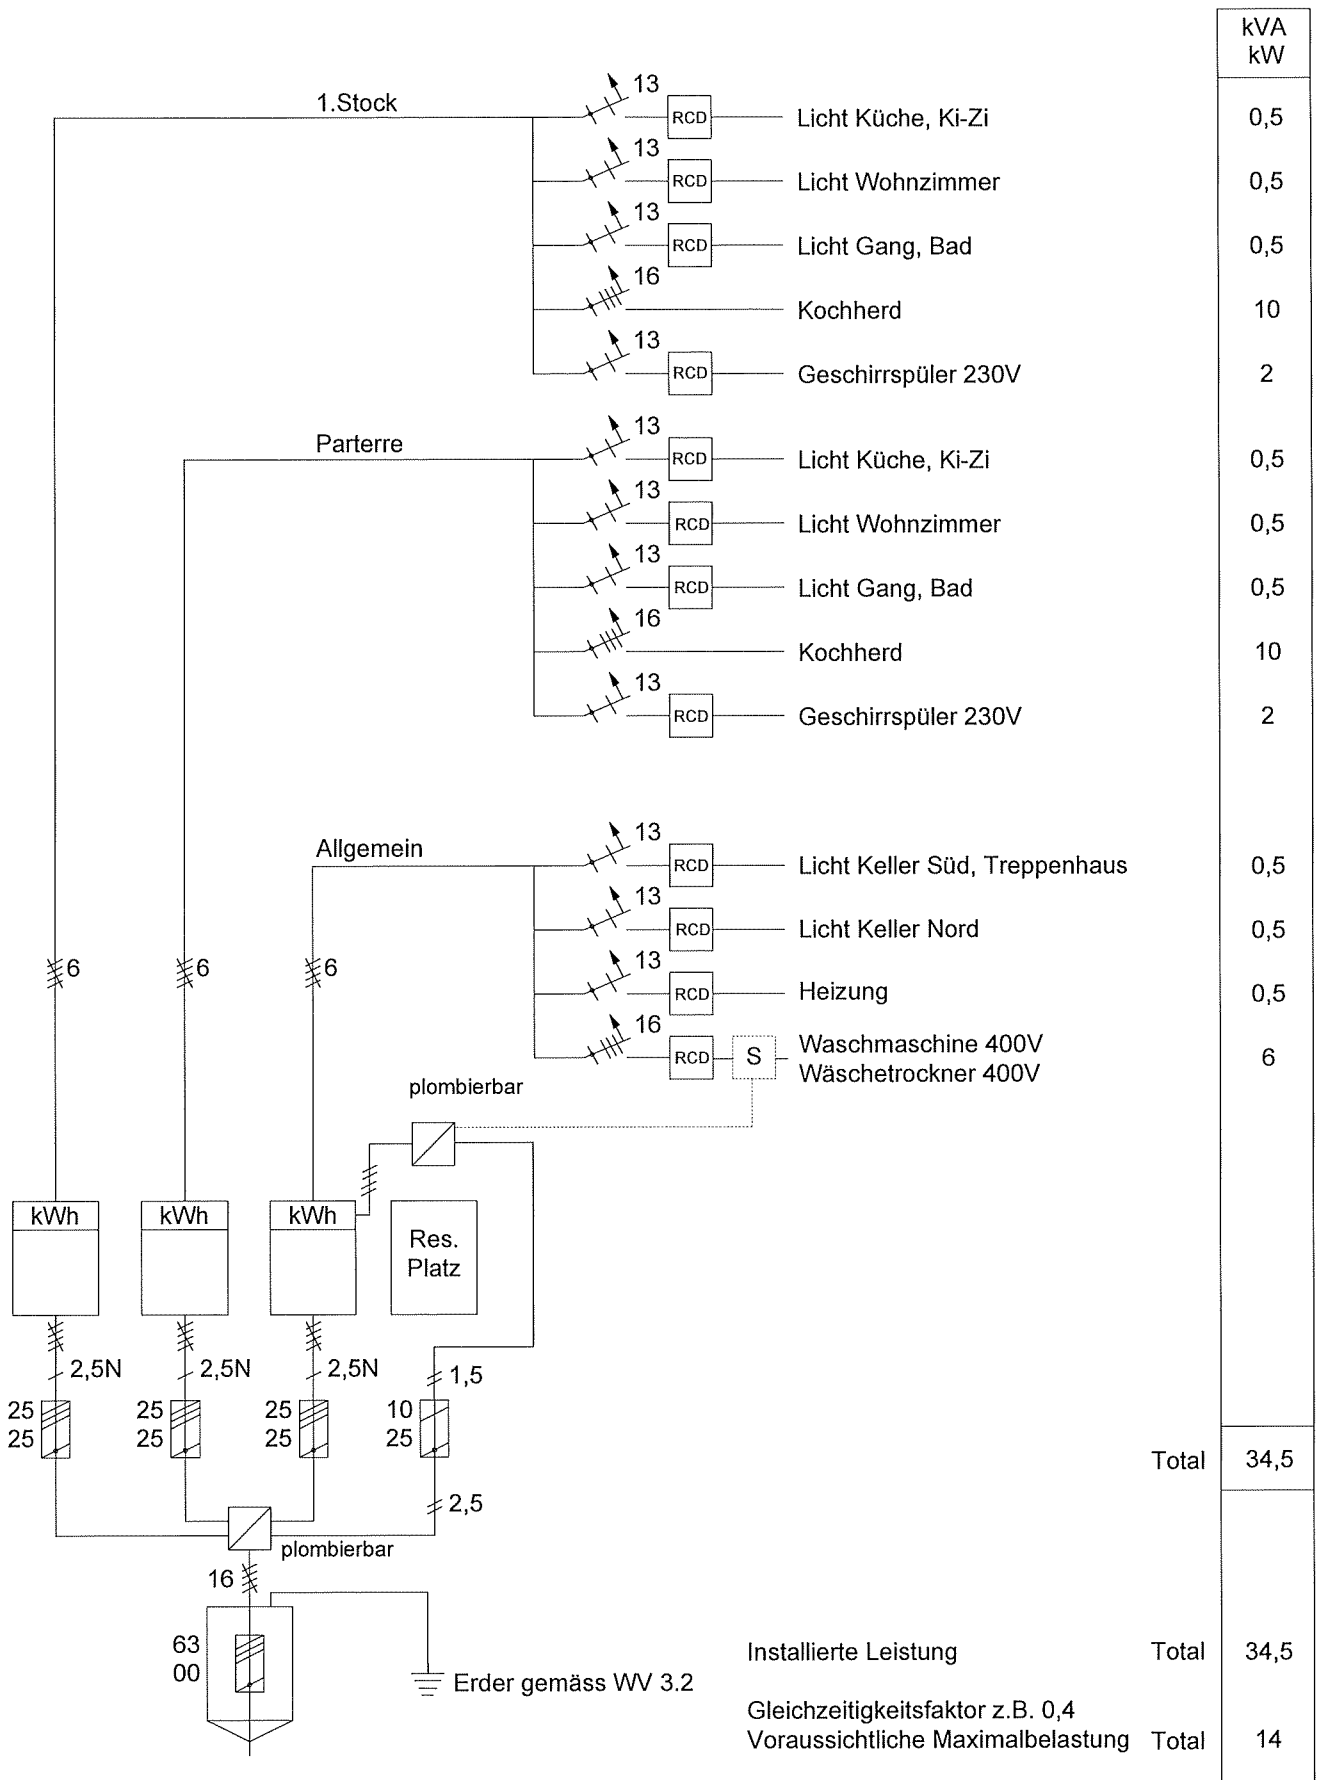 kVA
kW
1.Stock
13
RCD
Licht Küche, Ki-Zi
0,5
13
RCD
Licht Wohnzimmer
0,5
13
RCD
Licht Gang, Bad
0,5
16
Kochherd
10
13
RCD
Geschirrspüler 230V
2
Parterre
13
RCD
Licht Küche, Ki-Zi
0,5
13
RCD
Licht Wohnzimmer
0,5
13
RCD
Licht Gang, Bad
0,5
16
Kochherd
10
13
RCD
Geschirrspüler 230V
2
Allgemein
13
RCD
Licht Keller Süd, Treppenhaus
0,5
13
RCD
Licht Keller Nord
0,5
6
6
6
13
RCD
Heizung
0,5
16
RCD
S
Waschmaschine 400V
Wäschetrockner 400V
6
plombierbar
kWh
kWh
kWh
Res.
Platz
2,5N
2,5N
2,5N
1,5
25
25
25
25
25
25
10
25
Total
34,5
2,5
plombierbar
16
63
00
Erder gemäss WV 3.2
Installierte Leistung
Total
34,5
Gleichzeitigkeitsfaktor z.B. 0,4
Voraussichtliche Maximalbelastung
Total
14